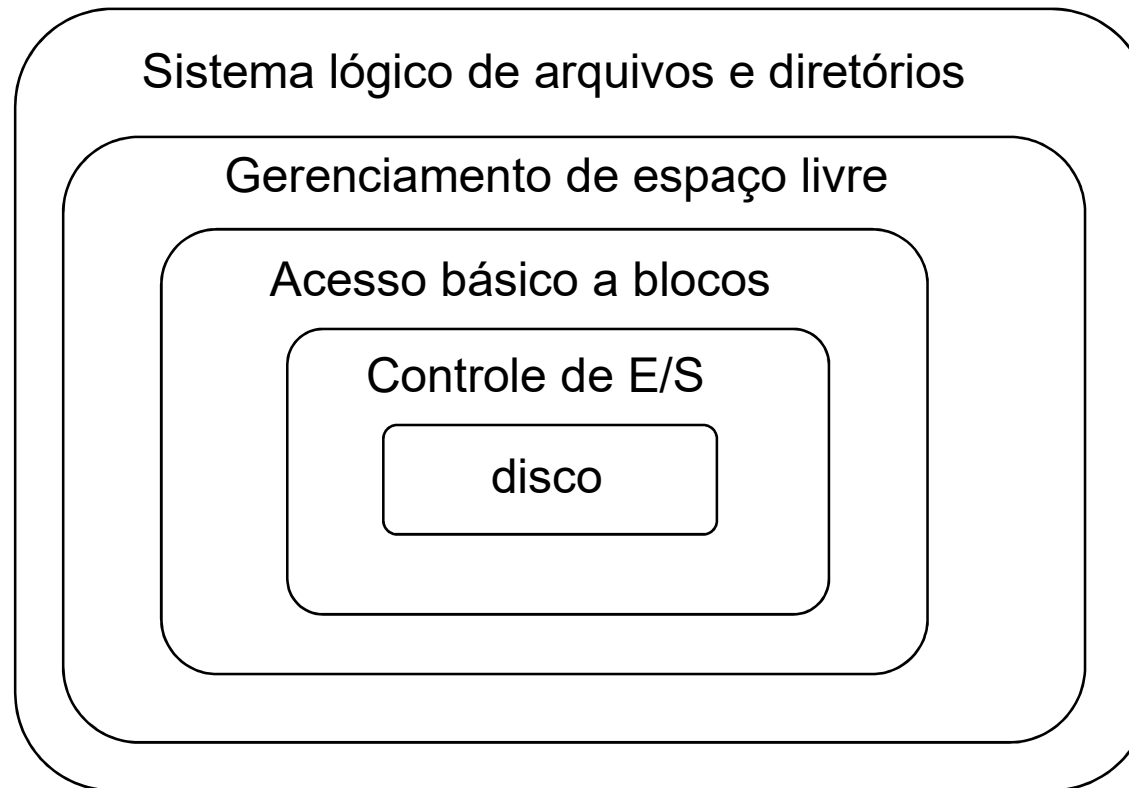 Sistema lógico de arquivos e diretórios
Gerenciamento de espaço livre
Acesso básico a blocos
Controle de E/S
disco